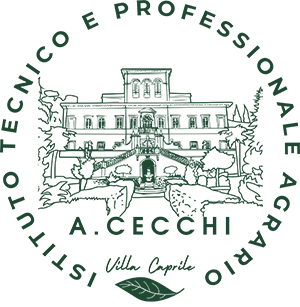 ISTITUTO TECNICO E PROFESSIONALE AGRARIO
A. CECCHI
Villa Caprile